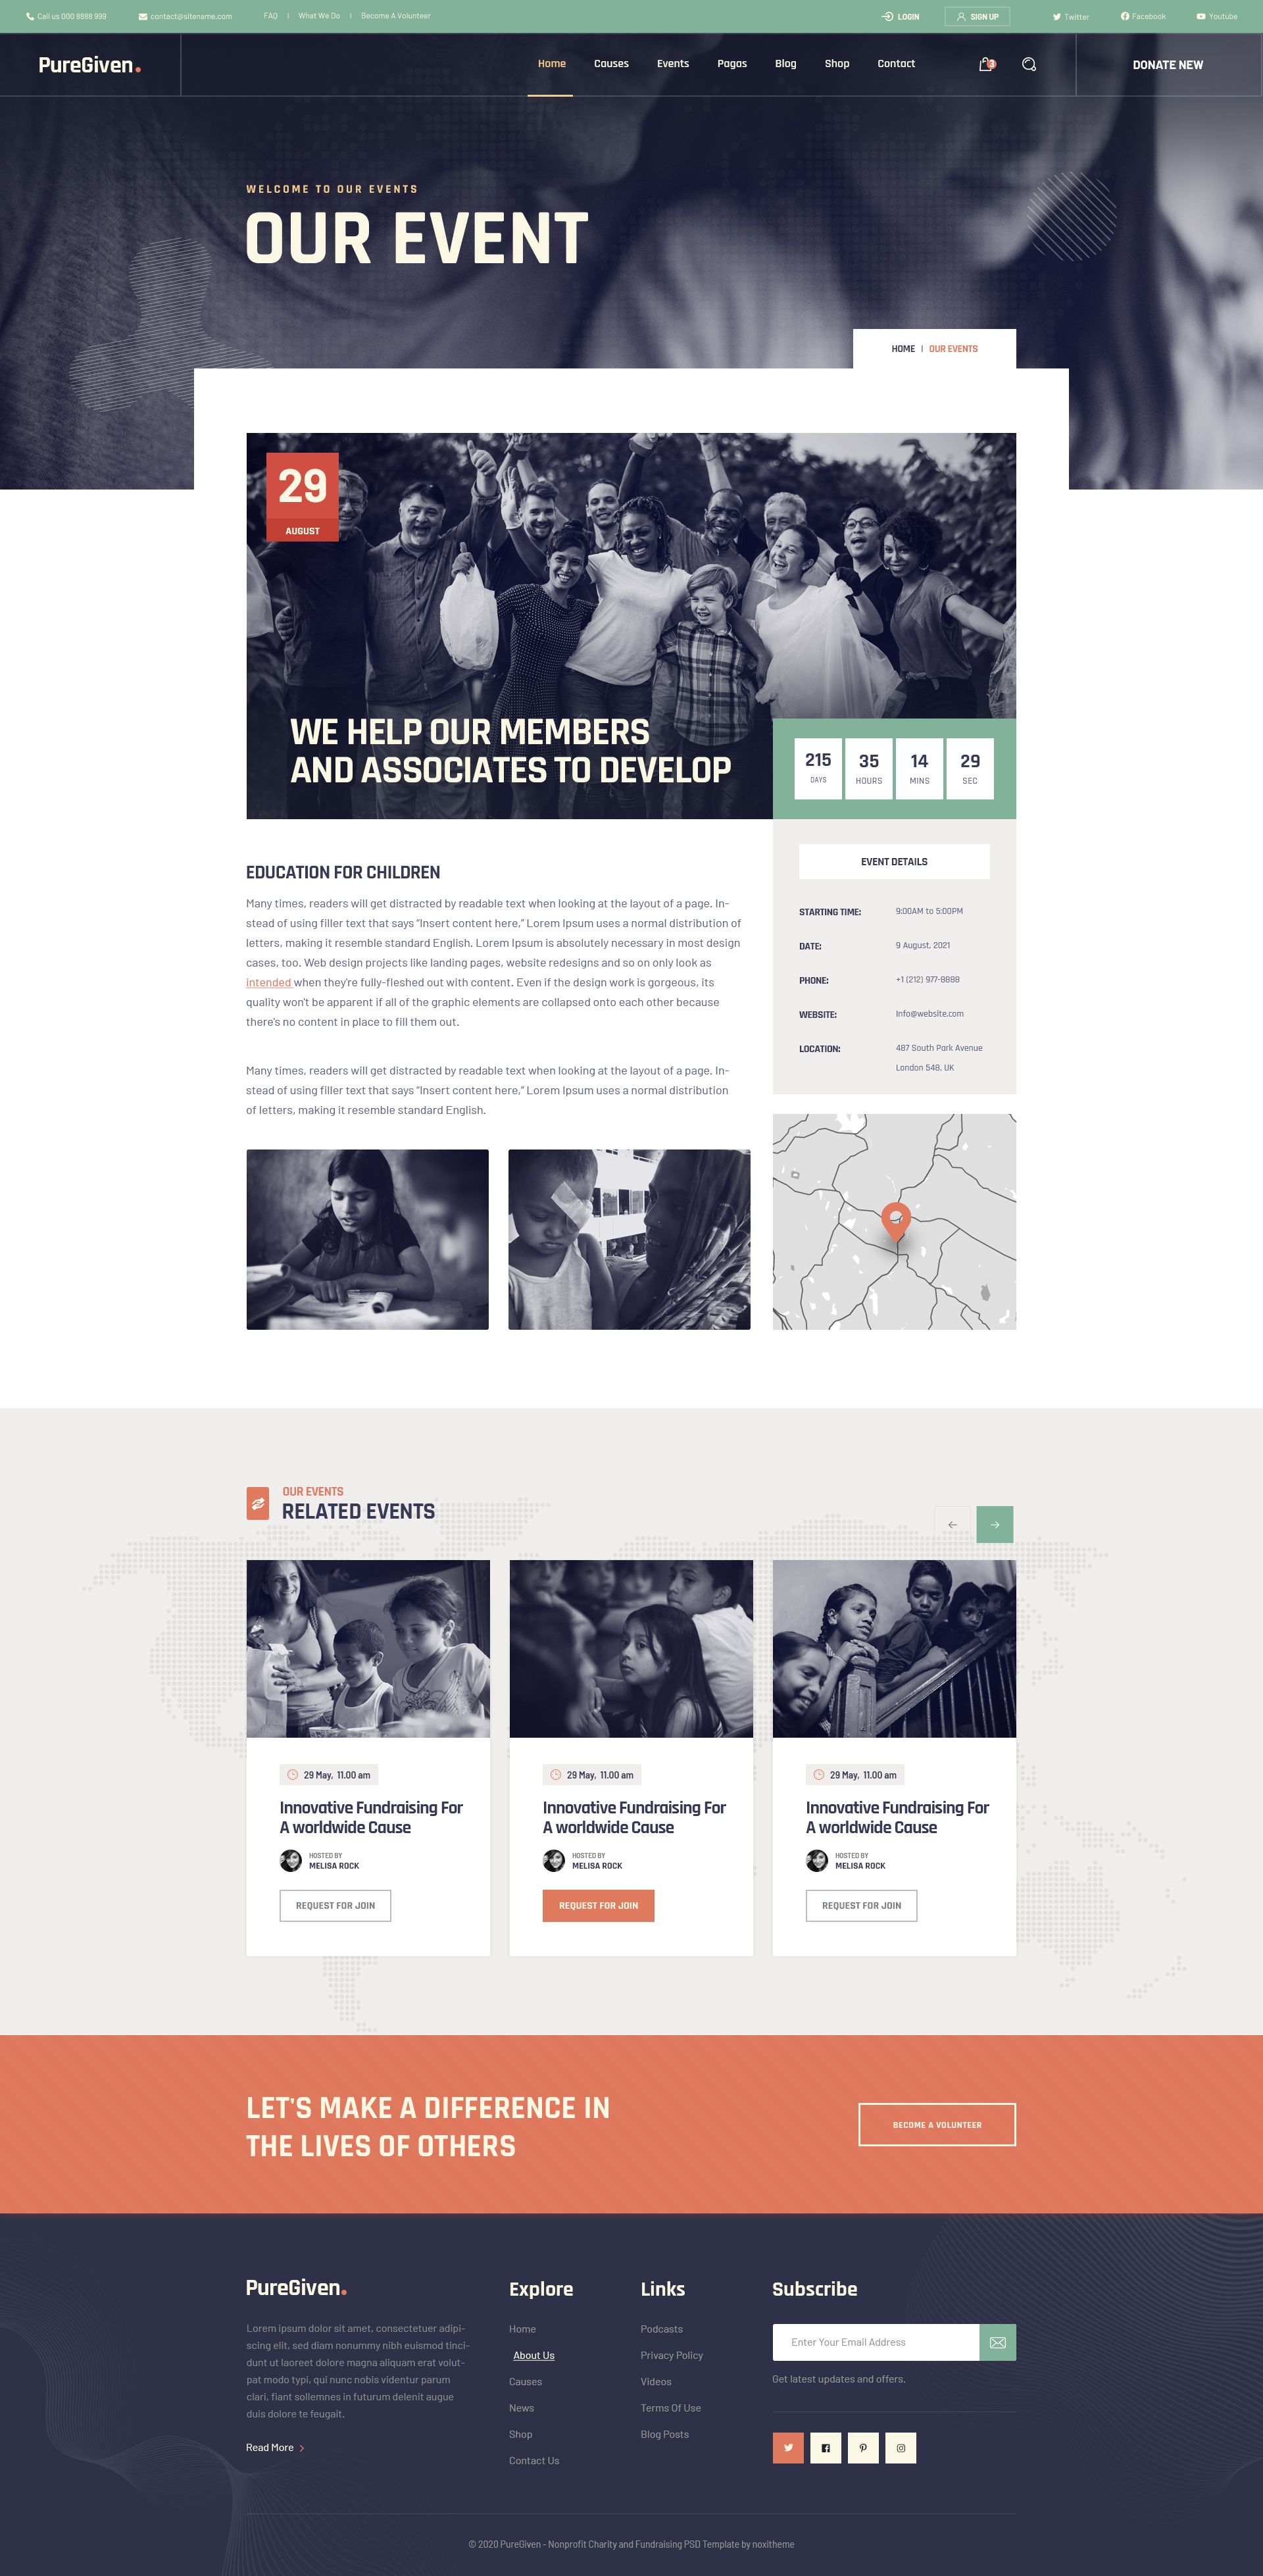 Call us 000 8888 999
contact@sitename.com
FAQ | What We Do | Become A Volunteer
LOGIN
SIGN UP
Twitter
Facebook
Youtube
PureGiven.
Home Causes Events Pagas Blog Shop Contact
3
DONATE NEW
WELCOME TO OUR EVENTS
OUR EVENT
HOME | OUR EVENTS
29
AUGUST
WE HELP OUR MEMBERS
AND ASSOCIATES TO DEVELOP
215 DAYS
35 HOURS
14 MINS
29 SEC
EDUCATION FOR CHILDREN
Many times, readers will get distracted by readable text when looking at the layout of a page. In-
stead of using filler text that says “Insert content here,” Lorem Ipsum uses a normal distribution of
letters, making it resemble standard English. Lorem Ipsum is absolutely necessary in most design
cases, too. Web design projects like landing pages, website redesigns and so on only look as
intended when they're fully-fleshed out with content. Even if the design work is gorgeous, its
quality won't be apparent if all of the graphic elements are collapsed onto each other because
there's no content in place to fill them out.
Many times, readers will get distracted by readable text when looking at the layout of a page. In-
stead of using filler text that says “Insert content here,” Lorem Ipsum uses a normal distribution
of letters, making it resemble standard English.
EVENT DETAILS
STARTING TIME: 9:00AM to 5:00PM
DATE: 9 August, 2021
PHONE: +1 (212) 977-8888
WEBSITE: Info@website.com
LOCATION: 487 South Park Avenue
London 548, UK
OUR EVENTS
RELATED EVENTS
29 May, 11.00 am
Innovative Fundraising For
A worldwide Cause
HOSTED BY
MELISA ROCK
REQUEST FOR JOIN
29 May, 11.00 am
Innovative Fundraising For
A worldwide Cause
HOSTED BY
MELISA ROCK
REQUEST FOR JOIN
29 May, 11.00 am
Innovative Fundraising For
A worldwide Cause
HOSTED BY
MELISA ROCK
REQUEST FOR JOIN
LET'S MAKE A DIFFERENCE IN
THE LIVES OF OTHERS
BECOME A VOLUNTEER
PureGiven.
Lorem ipsum dolor sit amet, consectetuer adipi-
scing elit, sed diam nonummy nibh euismod tinci-
dunt ut laoreet dolore magna aliquam erat volut-
pat modo typi, qui nunc nobis videntur parum
clari, fiant sollemnes in futurum delenit augue
duis dolore te feugait.
Read More
Explore
Home
About Us
Causes
News
Shop
Contact Us
Links
Podcasts
Privacy Policy
Videos
Terms Of Use
Blog Posts
Subscribe
Enter Your Email Address
Get latest updates and offers.
© 2020 PureGiven - Nonprofit Charity and Fundraising PSD Template by noxitheme